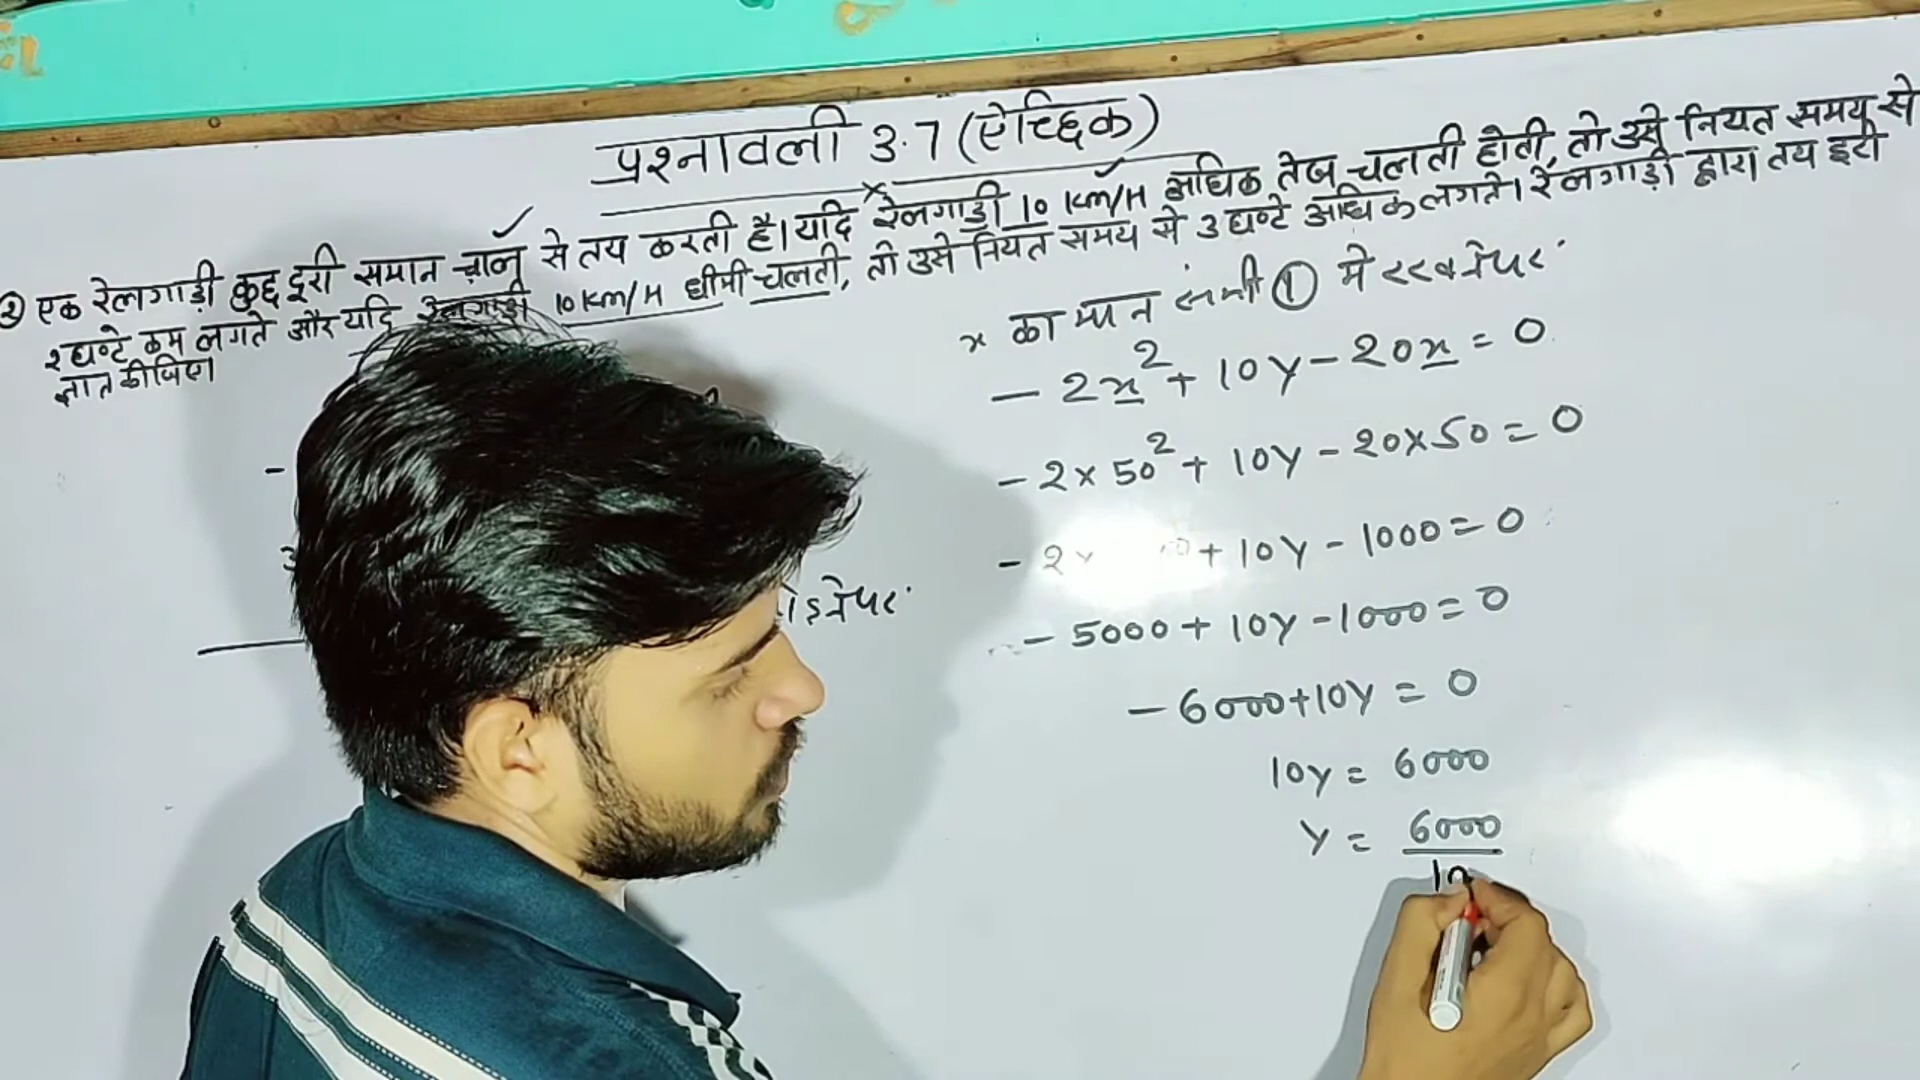 प्रश्नावली 3.7 (ऐच्छिक)
② एक रेलगाड़ी कुछ दूरी समान चाल से तय करती है। यदि रेलगाड़ी 10 km/H अधिक तेज चलती होती, तो उसे नियत समय से
2 घण्टे कम लगते और यदि रेलगाड़ी 10 km/H धीमी चलती, तो उसे नियत समय से 3 घण्टे अधिक लगते। रेलगाड़ी द्वारा तय दूरी
ज्ञात कीजिए।
x का मान समी ① में रखने पर
- 2x² + 10y - 20x = 0
- 2 x 50² + 10y - 20x50 = 0
- 2x + 10y - 1000 = 0
- 5000 + 10y - 1000 = 0
- 6000 + 10y = 0
10y = 6000
y = 6000
10